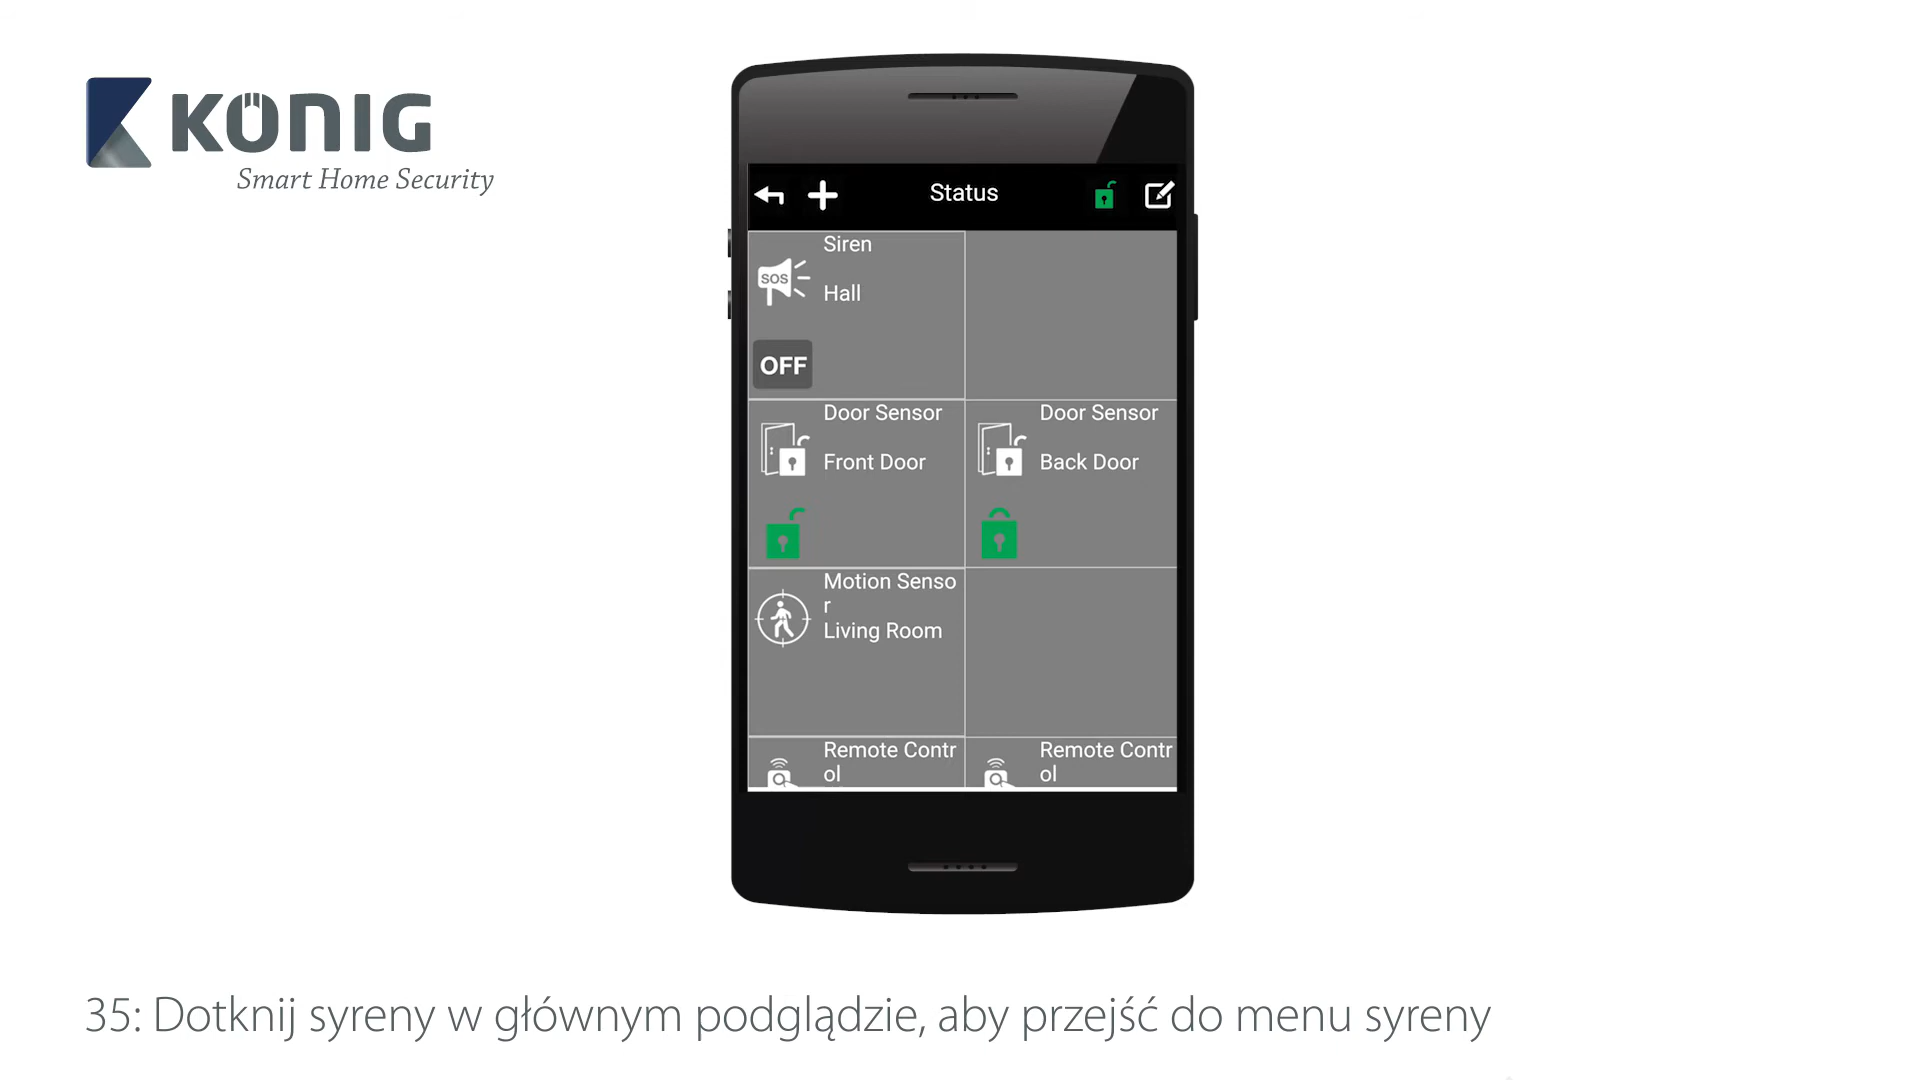 KÖNIG
Smart Home Security
Status
Siren
SOS
Hall
OFF
Door Sensor
Front Door
Door Sensor
Back Door
Motion Senso
r
Living Room
Remote Contr
ol
Remote Contr
ol
35: Dotknij syreny w głównym podglądzie, aby przejść do menu syreny